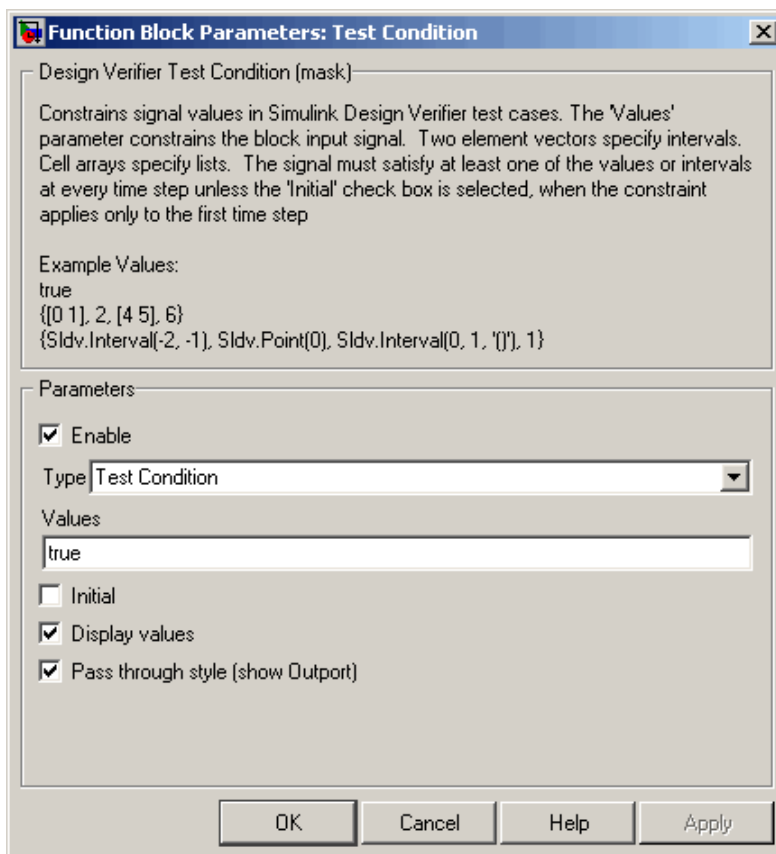 Function Block Parameters: Test Condition
Design Verifier Test Condition (mask)
Constrains signal values in Simulink Design Verifier test cases. The 'Values'
parameter constrains the block input signal.  Two element vectors specify intervals.
Cell arrays specify lists.  The signal must satisfy at least one of the values or intervals
at every time step unless the 'Initial' check box is selected, when the constraint
applies only to the first time step
Example Values:
true
{[0 1], 2, [4 5], 6}
{Sldv.Interval(-2, -1), Sldv.Point(0), Sldv.Interval(0, 1, '()'), 1}
Parameters
Enable
Type Test Condition
Values
true
Initial
Display values
Pass through style (show Outport)
OK Cancel Help Apply